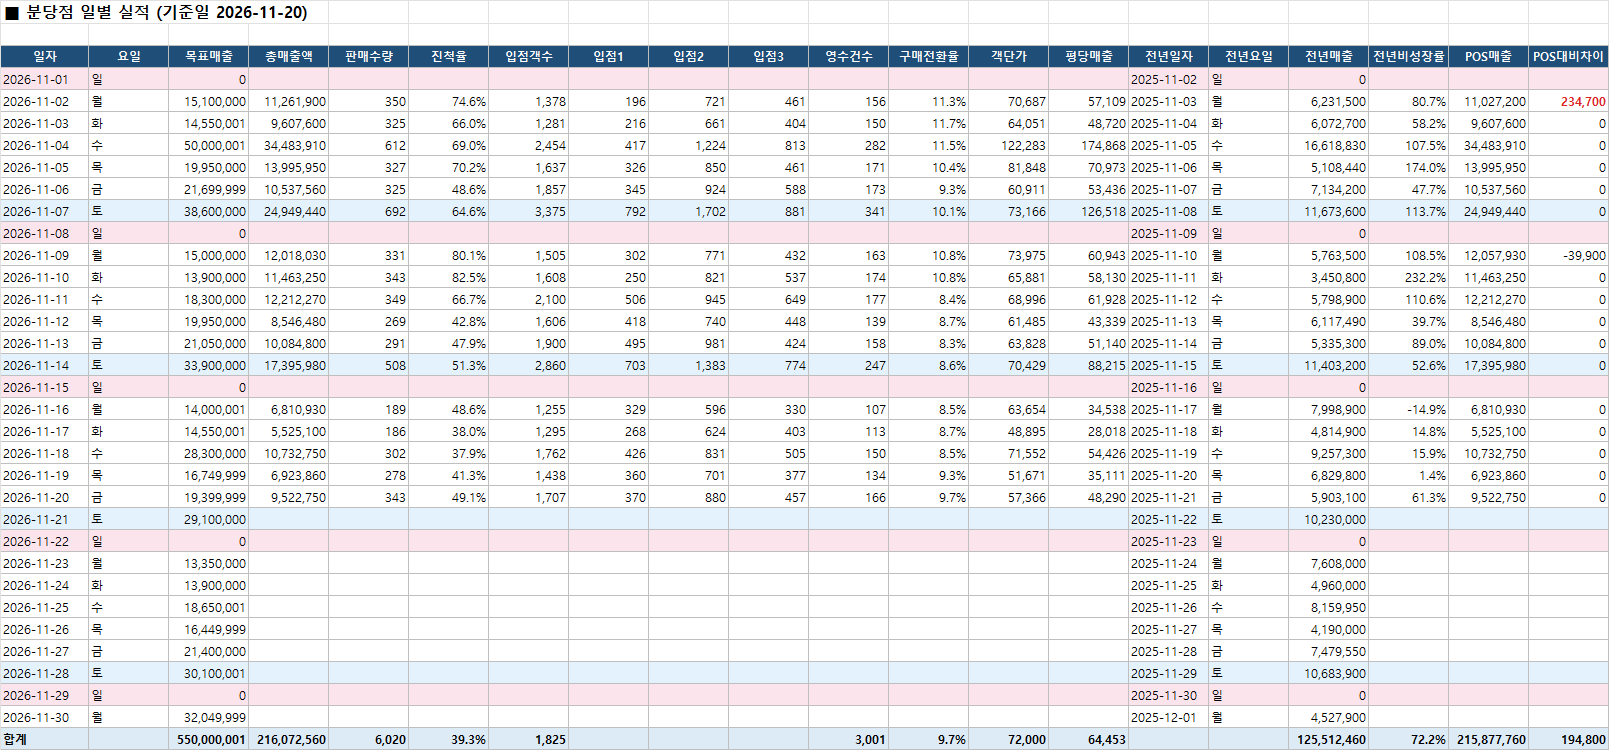 ■ 분당점 일별 실적 (기준일 2026-11-20)
일자 요일 목표매출 총매출액 판매수량 진척율 입점객수 입점1 입점2 입점3 영수건수 구매전환율 객단가 평당매출 전년일자 전년요일 전년매출 전년비성장률 POS매출 POS대비차이
2026-11-01 일 0 2025-11-02 일 0
2026-11-02 월 15,100,000 11,261,900 350 74.6% 1,378 196 721 461 156 11.3% 70,687 57,109 2025-11-03 월 6,231,500 80.7% 11,027,200 234,700
2026-11-03 화 14,550,001 9,607,600 325 66.0% 1,281 216 661 404 150 11.7% 64,051 48,720 2025-11-04 화 6,072,700 58.2% 9,607,600 0
2026-11-04 수 50,000,001 34,483,910 612 69.0% 2,454 417 1,224 813 282 11.5% 122,283 174,868 2025-11-05 수 16,618,830 107.5% 34,483,910 0
2026-11-05 목 19,950,000 13,995,950 327 70.2% 1,637 326 850 461 171 10.4% 81,848 70,973 2025-11-06 목 5,108,440 174.0% 13,995,950 0
2026-11-06 금 21,699,999 10,537,560 325 48.6% 1,857 345 924 588 173 9.3% 60,911 53,436 2025-11-07 금 7,134,200 47.7% 10,537,560 0
2026-11-07 토 38,600,000 24,949,440 692 64.6% 3,375 792 1,702 881 341 10.1% 73,166 126,518 2025-11-08 토 11,673,600 113.7% 24,949,440 0
2026-11-08 일 0 2025-11-09 일 0
2026-11-09 월 15,000,000 12,018,030 331 80.1% 1,505 302 771 432 163 10.8% 73,975 60,943 2025-11-10 월 5,763,500 108.5% 12,057,930 -39,900
2026-11-10 화 13,900,000 11,463,250 343 82.5% 1,608 250 821 537 174 10.8% 65,881 58,130 2025-11-11 화 3,450,800 232.2% 11,463,250 0
2026-11-11 수 18,300,000 12,212,270 349 66.7% 2,100 506 945 649 177 8.4% 68,996 61,928 2025-11-12 수 5,798,900 110.6% 12,212,270 0
2026-11-12 목 19,950,000 8,546,480 269 42.8% 1,606 418 740 448 139 8.7% 61,485 43,339 2025-11-13 목 6,117,490 39.7% 8,546,480 0
2026-11-13 금 21,050,000 10,084,800 291 47.9% 1,900 495 981 424 158 8.3% 63,828 51,140 2025-11-14 금 5,335,300 89.0% 10,084,800 0
2026-11-14 토 33,900,000 17,395,980 508 51.3% 2,860 703 1,383 774 247 8.6% 70,429 88,215 2025-11-15 토 11,403,200 52.6% 17,395,980 0
2026-11-15 일 0 2025-11-16 일 0
2026-11-16 월 14,000,001 6,810,930 189 48.6% 1,255 329 596 330 107 8.5% 63,654 34,538 2025-11-17 월 7,998,900 -14.9% 6,810,930 0
2026-11-17 화 14,550,001 5,525,100 186 38.0% 1,295 268 624 403 113 8.7% 48,895 28,018 2025-11-18 화 4,814,900 14.8% 5,525,100 0
2026-11-18 수 28,300,000 10,732,750 302 37.9% 1,762 426 831 505 150 8.5% 71,552 54,426 2025-11-19 수 9,257,300 15.9% 10,732,750 0
2026-11-19 목 16,749,999 6,923,860 278 41.3% 1,438 360 701 377 134 9.3% 51,671 35,111 2025-11-20 목 6,829,800 1.4% 6,923,860 0
2026-11-20 금 19,399,999 9,522,750 343 49.1% 1,707 370 880 457 166 9.7% 57,366 48,290 2025-11-21 금 5,903,100 61.3% 9,522,750 0
2026-11-21 토 29,100,000 2025-11-22 토 10,230,000
2026-11-22 일 0 2025-11-23 일 0
2026-11-23 월 13,350,000 2025-11-24 월 7,608,000
2026-11-24 화 13,900,000 2025-11-25 화 4,960,000
2026-11-25 수 18,650,001 2025-11-26 수 8,159,950
2026-11-26 목 16,449,999 2025-11-27 목 4,190,000
2026-11-27 금 21,400,000 2025-11-28 금 7,479,550
2026-11-28 토 30,100,001 2025-11-29 토 10,683,900
2026-11-29 일 0 2025-11-30 일 0
2026-11-30 월 32,049,999 2025-12-01 월 4,527,900
합계 550,000,001 216,072,560 6,020 39.3% 1,825 3,001 9.7% 72,000 64,453 125,512,460 72.2% 215,877,760 194,800